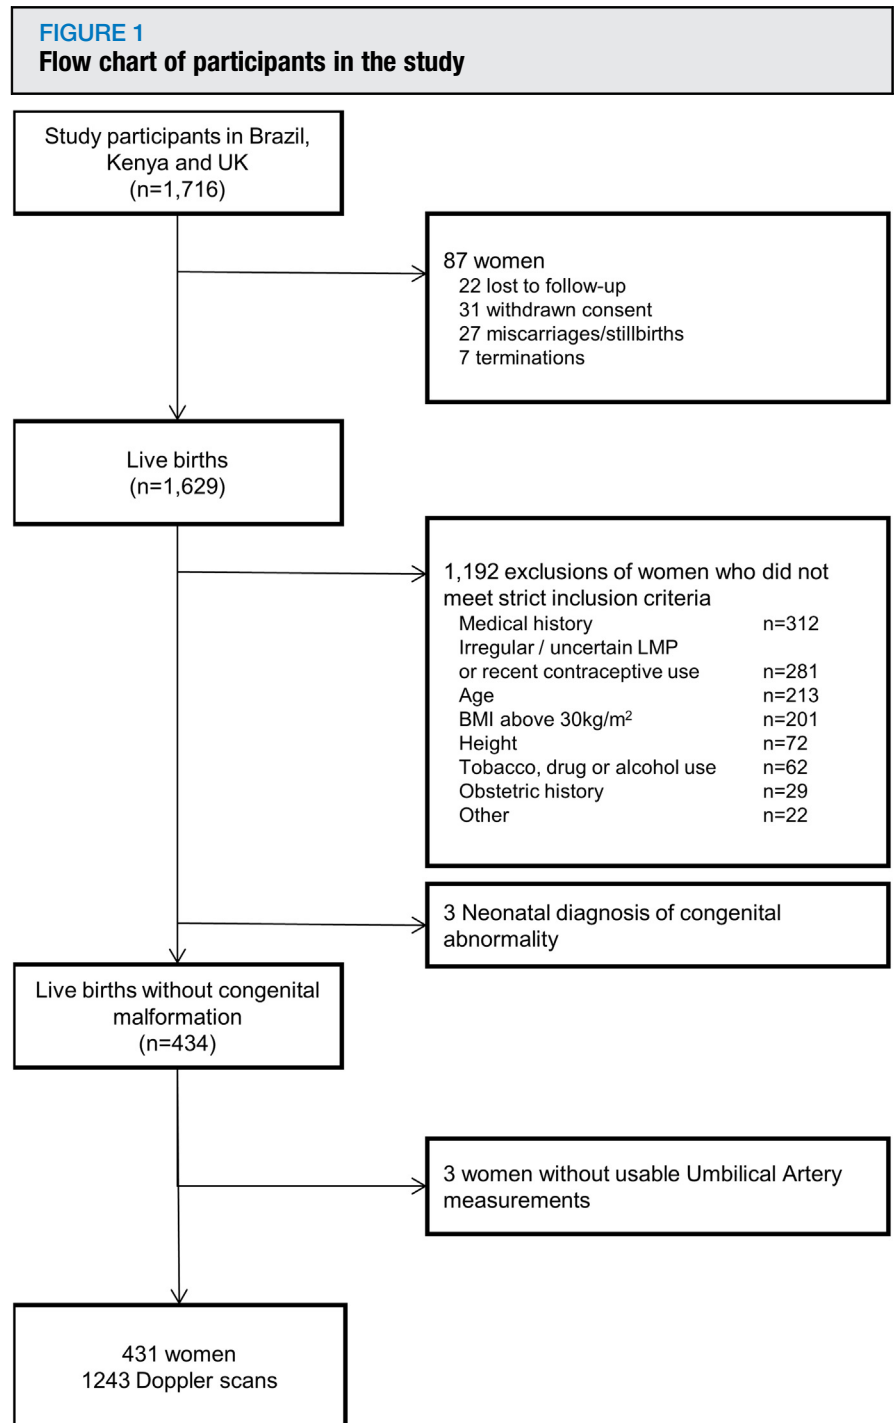 FIGURE 1
Flow chart of participants in the study
Study participants in Brazil,
Kenya and UK
(n=1,716)
87 women
22 lost to follow-up
31 withdrawn consent
27 miscarriages/stillbirths
7 terminations
Live births
(n=1,629)
1,192 exclusions of women who did not
meet strict inclusion criteria
Medical history n=312
Irregular / uncertain LMP
or recent contraceptive use n=281
Age n=213
BMI above 30kg/m² n=201
Height n=72
Tobacco, drug or alcohol use n=62
Obstetric history n=29
Other n=22
3 Neonatal diagnosis of congenital
abnormality
Live births without congenital
malformation
(n=434)
3 women without usable Umbilical Artery
measurements
431 women
1243 Doppler scans